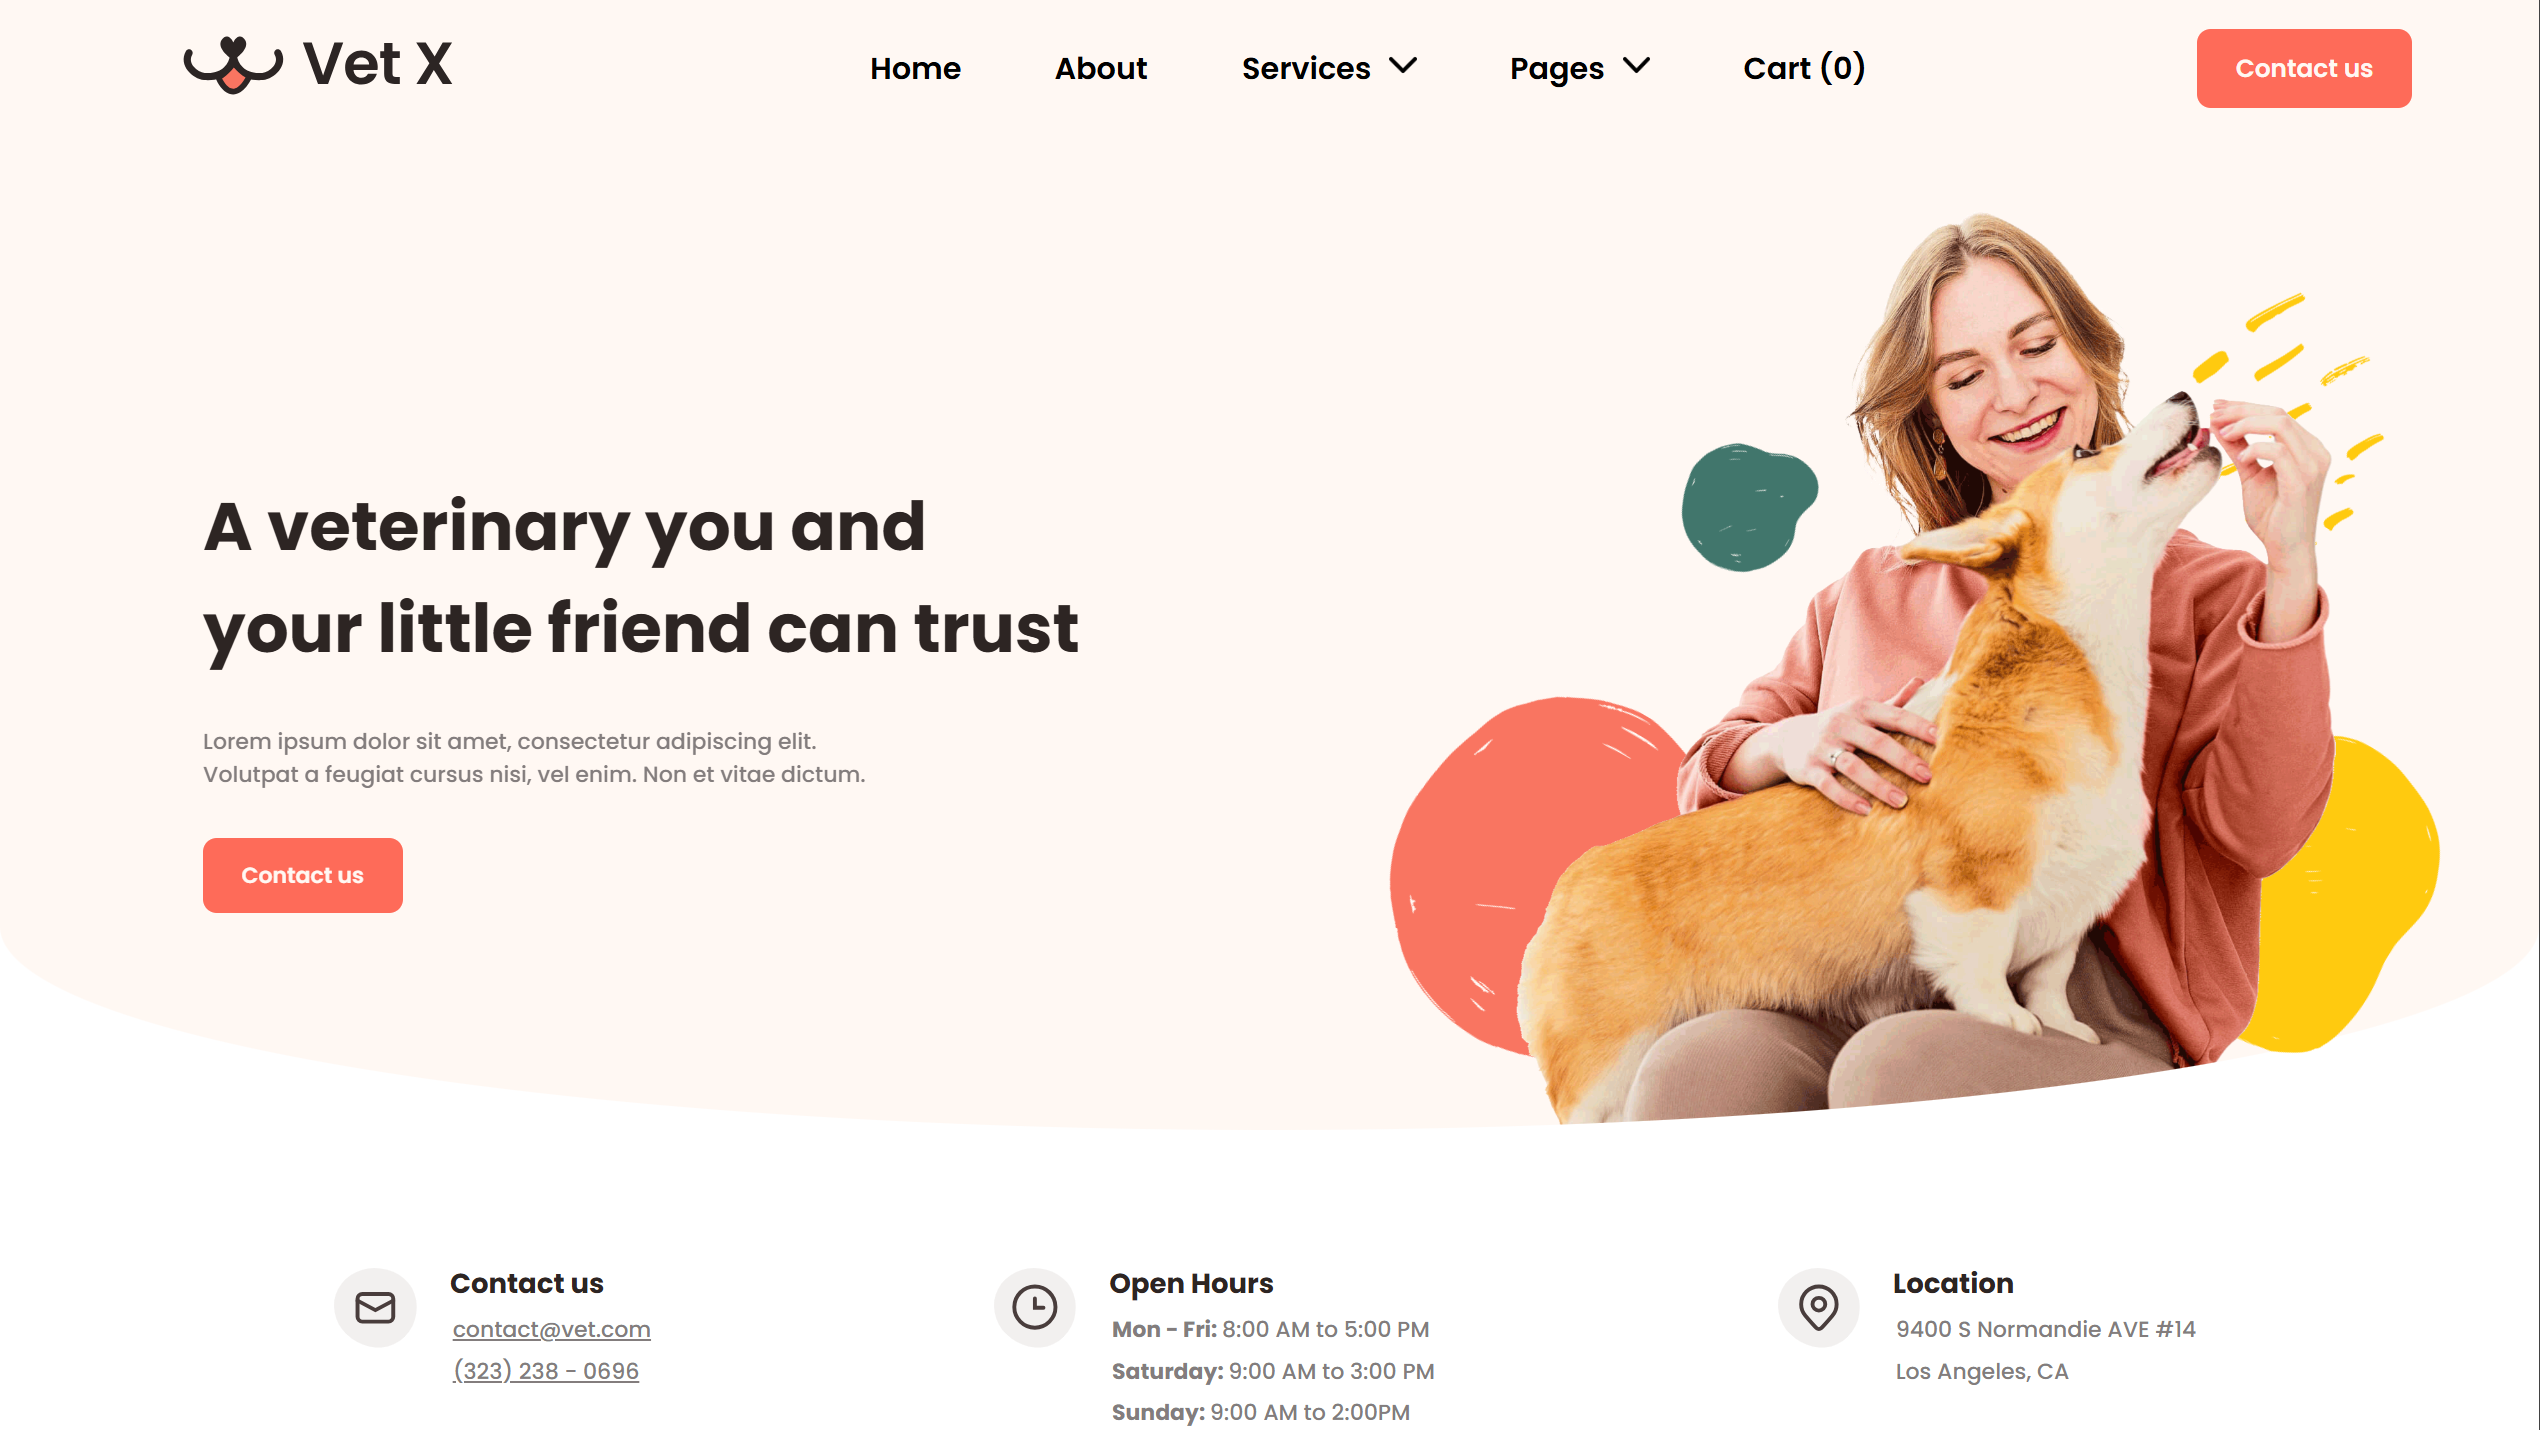 Vet X
Home About Services Pages Cart (0) Contact us
A veterinary you and
your little friend can trust
Lorem ipsum dolor sit amet, consectetur adipiscing elit.
Volutpat a feugiat cursus nisi, vel enim. Non et vitae dictum.
Contact us
Contact us
contact@vet.com
(323) 238 - 0696
Open Hours
Mon - Fri: 8:00 AM to 5:00 PM
Saturday: 9:00 AM to 3:00 PM
Sunday: 9:00 AM to 2:00PM
Location
9400 S Normandie AVE #14
Los Angeles, CA